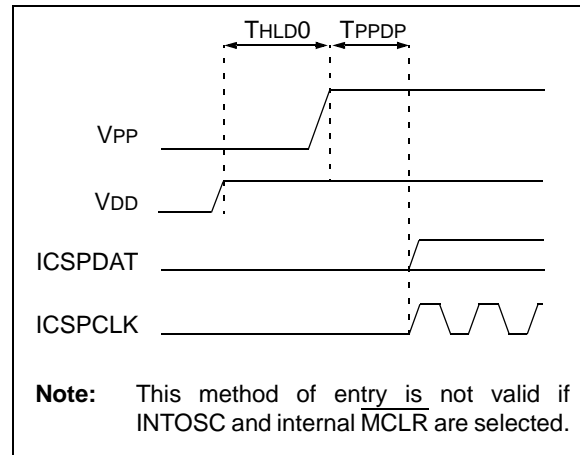 THLD0 TPPDP
VPP
VDD
ICSPDAT
ICSPCLK
Note: This method of entry is not valid if
INTOSC and internal MCLR are selected.